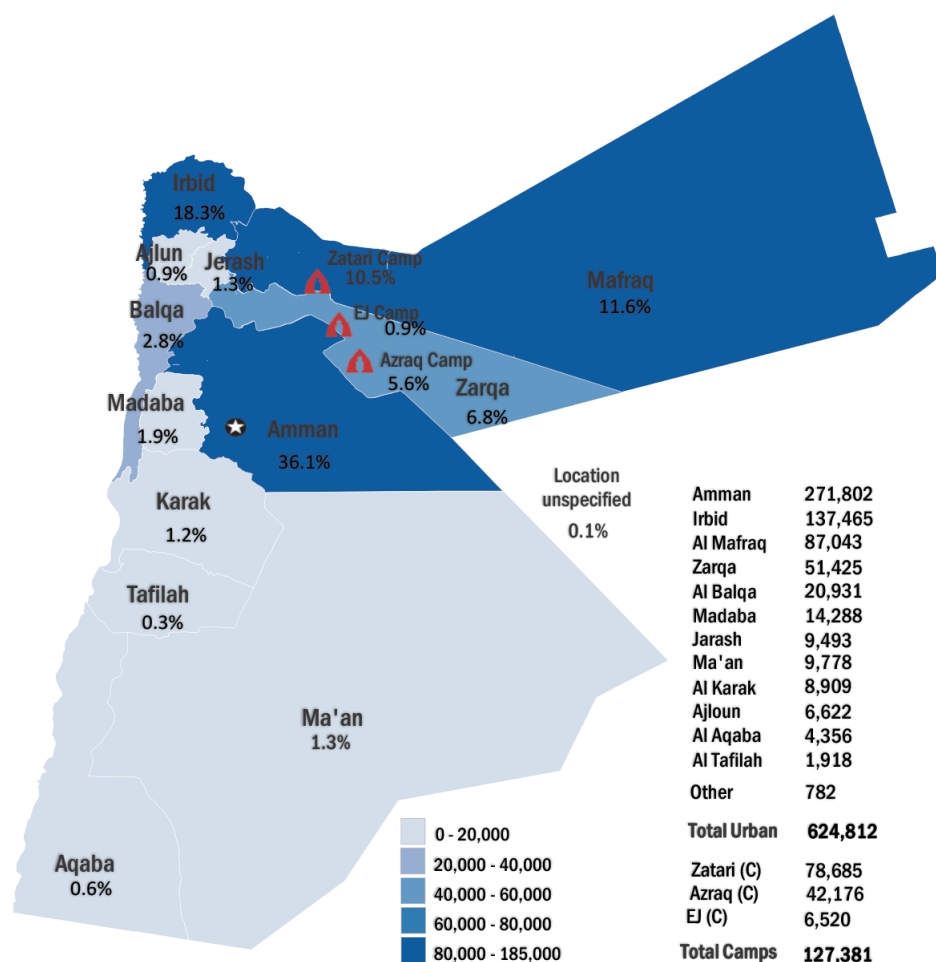 Irbid
18.3%
Ajlun
0.9%
Jerash
1.3%
Zatari Camp
10.5%
Mafraq
11.6%
Balqa
2.8%
EJ Camp
0.9%
Azraq Camp
5.6%
Zarqa
6.8%
Madaba
1.9%
Amman
36.1%
Karak
1.2%
Location
unspecified
0.1%
Tafilah
0.3%
Ma'an
1.3%
Aqaba
0.6%
0 - 20,000
20,000 - 40,000
40,000 - 60,000
60,000 - 80,000
80,000 - 185,000
Amman 271,802
Irbid 137,465
Al Mafraq 87,043
Zarqa 51,425
Al Balqa 20,931
Madaba 14,288
Jarash 9,493
Ma'an 9,778
Al Karak 8,909
Ajloun 6,622
Al Aqaba 4,356
Al Tafilah 1,918
Other 782
Total Urban 624,812
Zatari (C) 78,685
Azraq (C) 42,176
EJ (C) 6,520
Total Camps 127,381